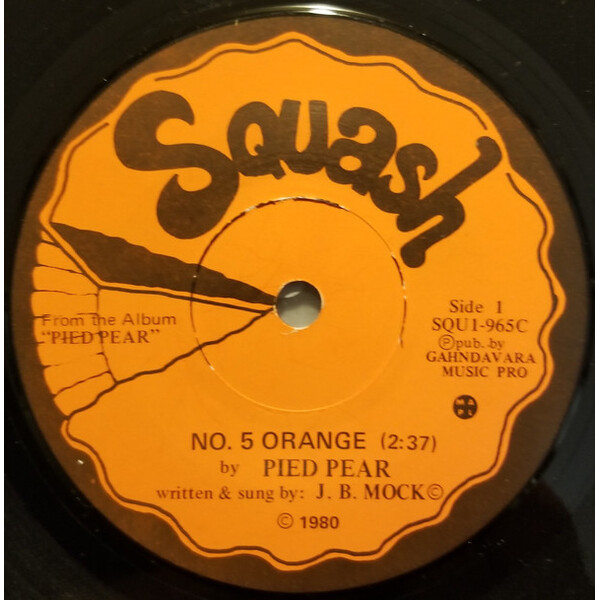 Squash
From the Album
"PIED PEAR"
Side 1
SQU1-965C
Ⓟpub. by
GAHNDAVARA
MUSIC PRO
M A
P L
NO. 5 ORANGE (2:37)
by PIED PEAR
written & sung by: J. B. MOCK©
© 1980